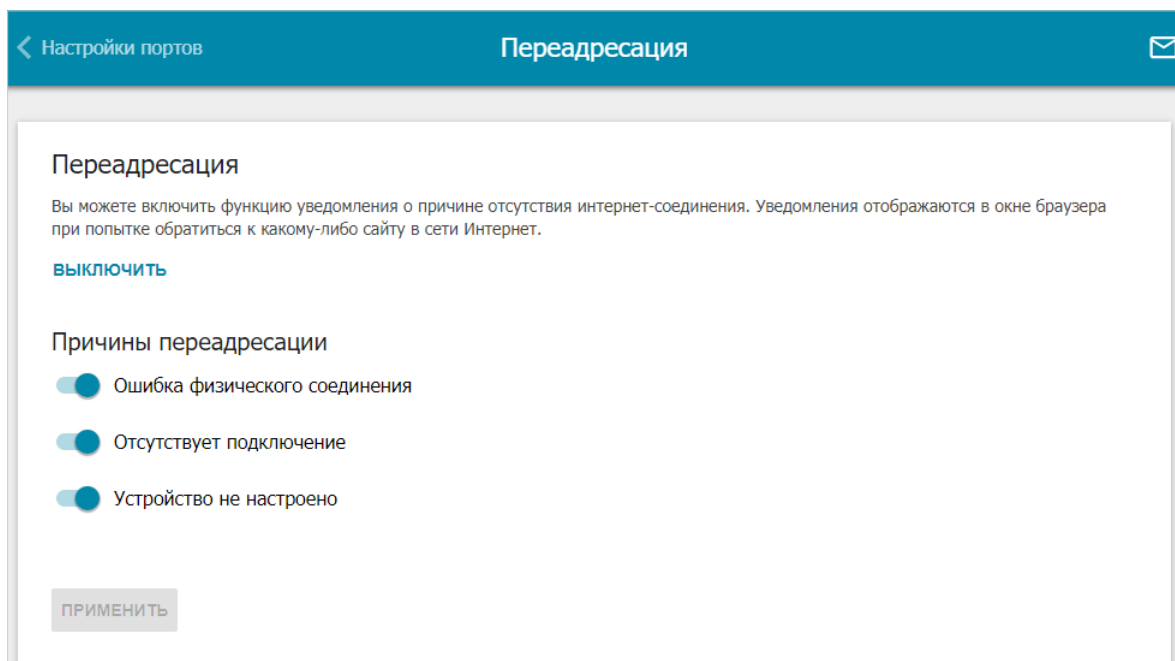 Настройки портов
Переадресация
Переадресация
Вы можете включить функцию уведомления о причине отсутствия интернет-соединения. Уведомления отображаются в окне браузера
при попытке обратиться к какому-либо сайту в сети Интернет.
ВЫКЛЮЧИТЬ
Причины переадресации
Ошибка физического соединения
Отсутствует подключение
Устройство не настроено
ПРИМЕНИТЬ